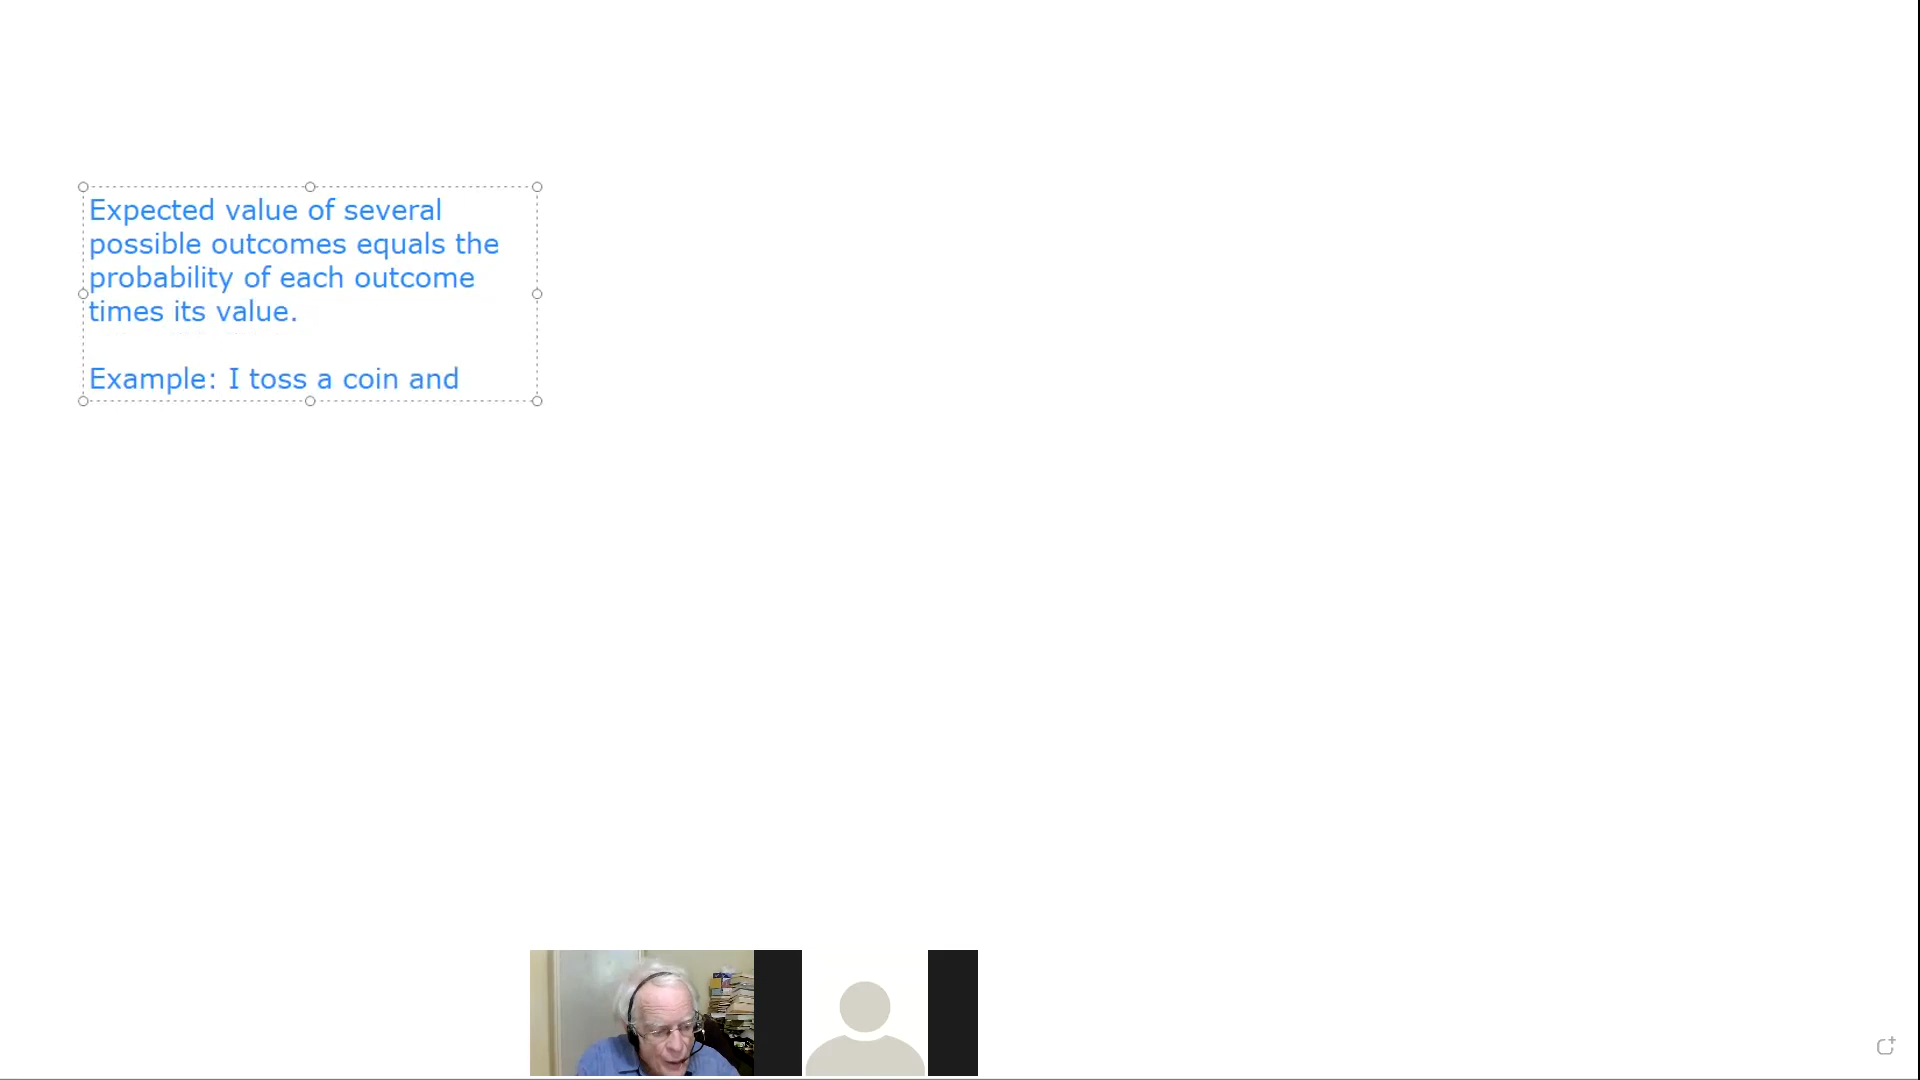 Expected value of several
possible outcomes equals the
probability of each outcome
times its value.
Example: I toss a coin and